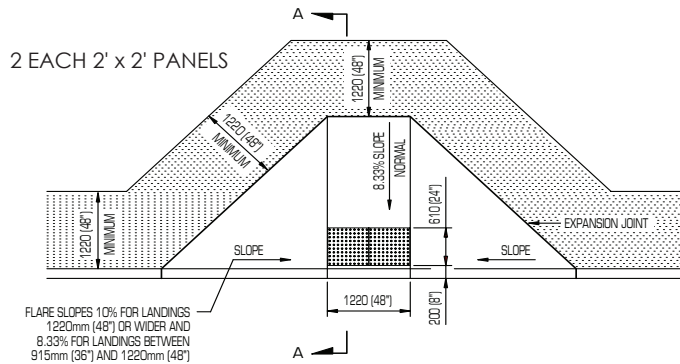 A
2 EACH 2' x 2' PANELS
1220 (48")
MINIMUM
1220 (48")
MINIMUM
8.33% SLOPE
NORMAL
1220 (48")
MINIMUM
610 (24")
EXPANSION JOINT
SLOPE
SLOPE
200 (8")
1220 (48")
FLARE SLOPES 10% FOR LANDINGS
1220mm (48") OR WIDER AND
8.33% FOR LANDINGS BETWEEN
915mm (36") AND 1220mm (48")
A